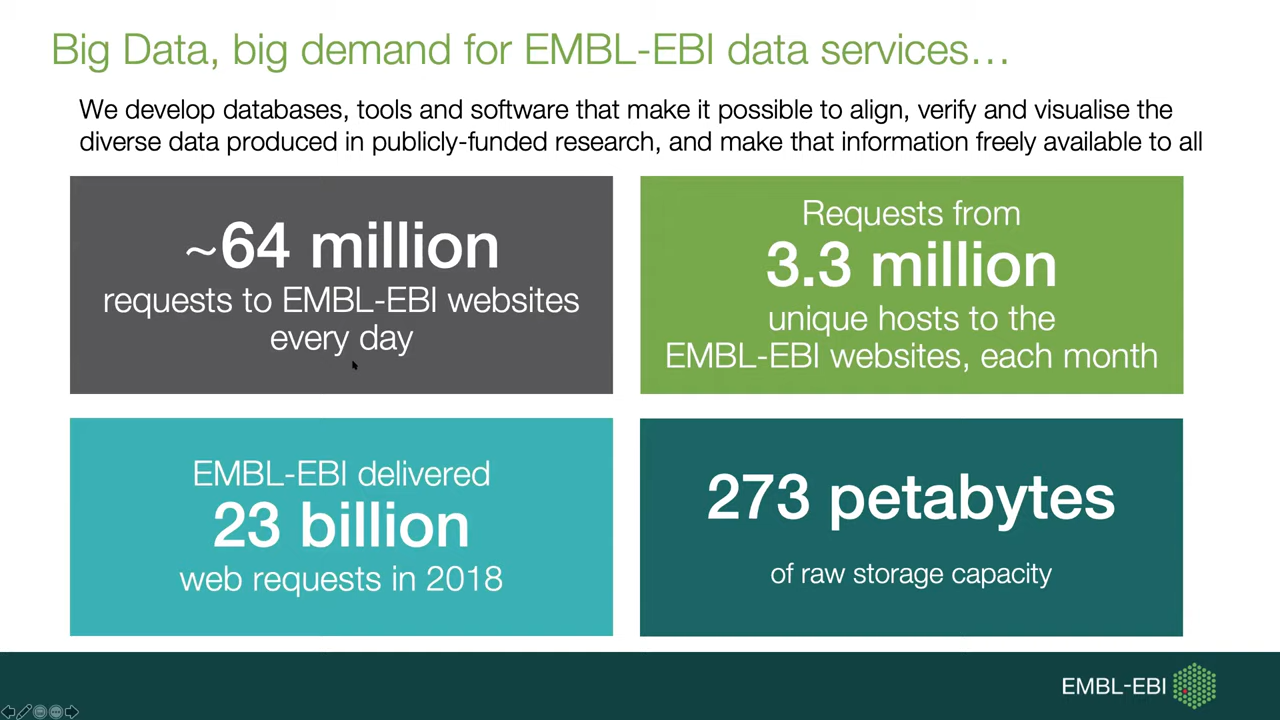 Big Data, big demand for EMBL-EBI data services…
We develop databases, tools and software that make it possible to align, verify and visualise the
diverse data produced in publicly-funded research, and make that information freely available to all
~64 million
requests to EMBL-EBI websites
every day
Requests from
3.3 million
unique hosts to the
EMBL-EBI websites, each month
EMBL-EBI delivered
23 billion
web requests in 2018
273 petabytes
of raw storage capacity
EMBL-EBI